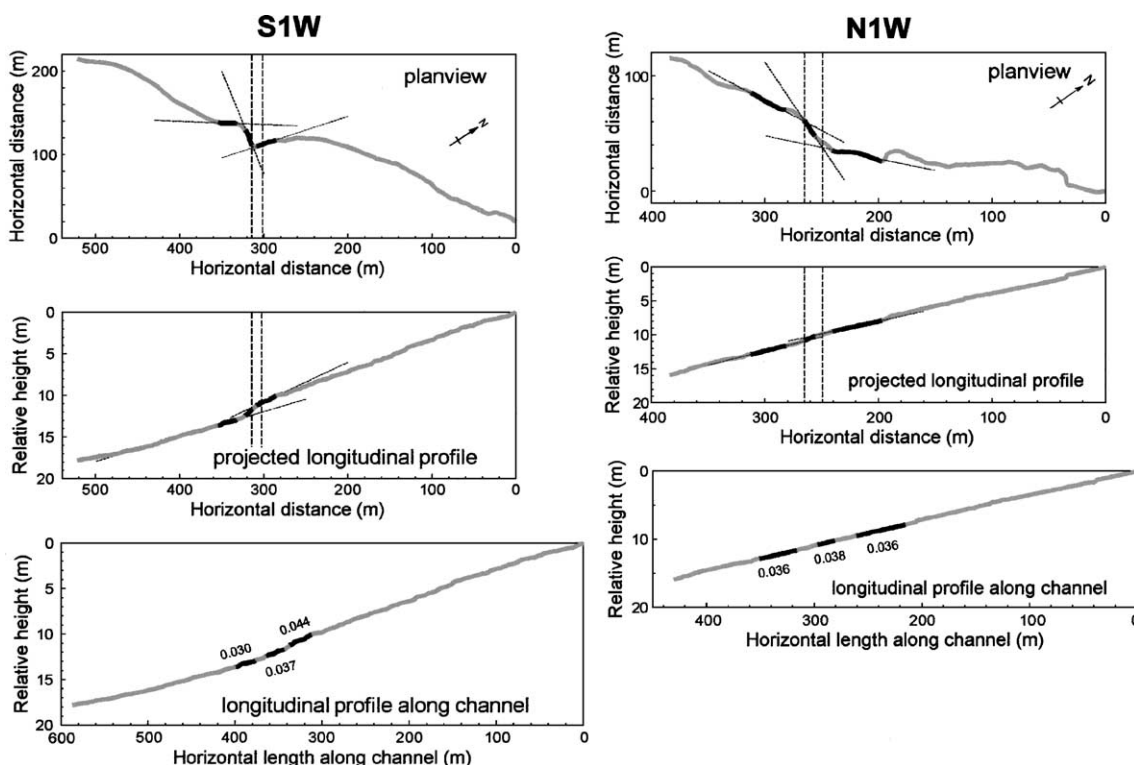 S1W
Horizontal distance (m)
200
100
0
planview
N
500 400 300 200 100 0
Horizontal distance (m)
Relative height (m)
0
5
10
15
20
projected longitudinal profile
500 400 300 200 100 0
Horizontal distance (m)
Relative height (m)
0
5
10
15
20
0.030
0.044
0.037
longitudinal profile along channel
600 500 400 300 200 100 0
Horizontal length along channel (m)
N1W
Horizontal distance (m)
100
0
planview
N
400 300 200 100 0
Horizontal distance (m)
Relative height (m)
0
5
10
15
20
projected longitudinal profile
400 300 200 100 0
Horizontal distance (m)
Relative height (m)
0
10
20
0.036
0.038
0.036
longitudinal profile along channel
400 300 200 100 0
Horizontal length along channel (m)